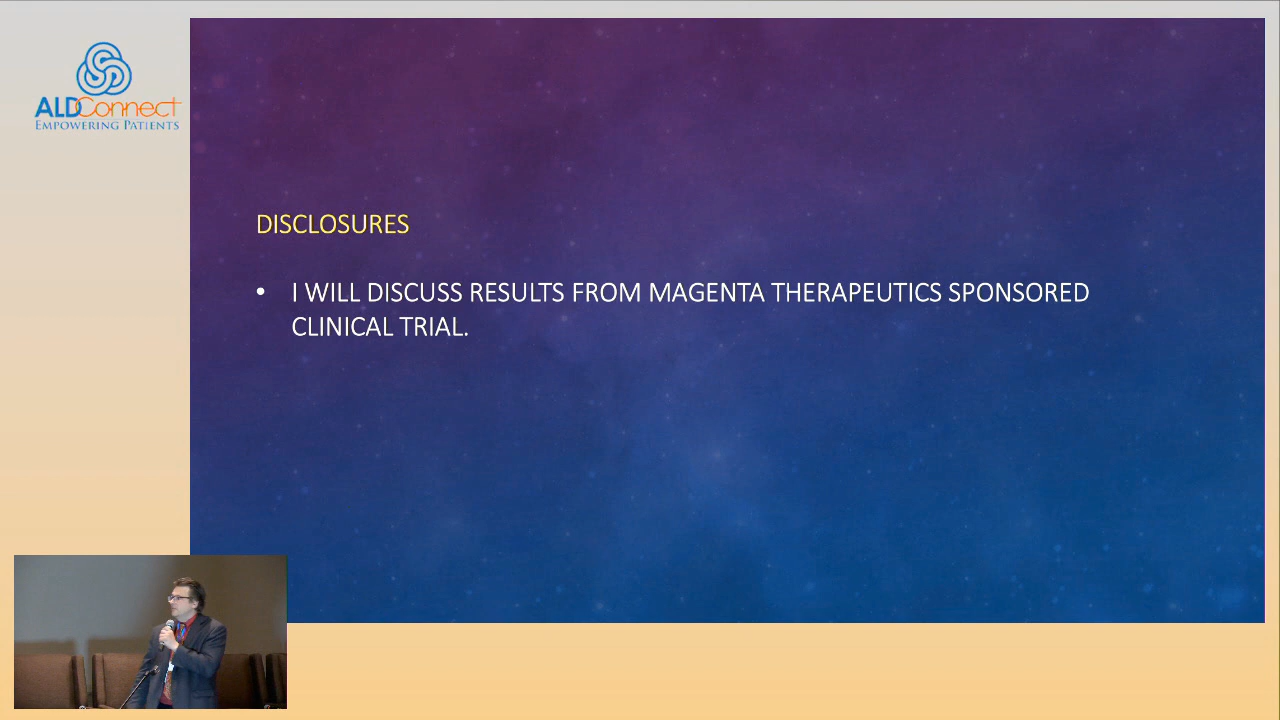 ALDConnect
EMPOWERING PATIENTS
DISCLOSURES
• I WILL DISCUSS RESULTS FROM MAGENTA THERAPEUTICS SPONSORED
CLINICAL TRIAL.